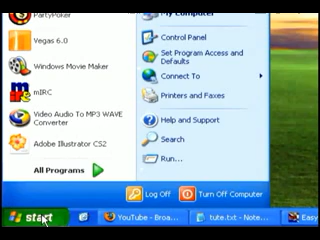 PartyPoker
Vegas 6.0
Windows Movie Maker
mIRC
Video Audio To MP3 WAVE
Converter
Adobe Illustrator CS2
All Programs
My Computer
Control Panel
Set Program Access and
Defaults
Connect To
Printers and Faxes
Help and Support
Search
Run...
Log Off
Turn Off Computer
start
YouTube - Broa...
tute.txt - Note...
Easy